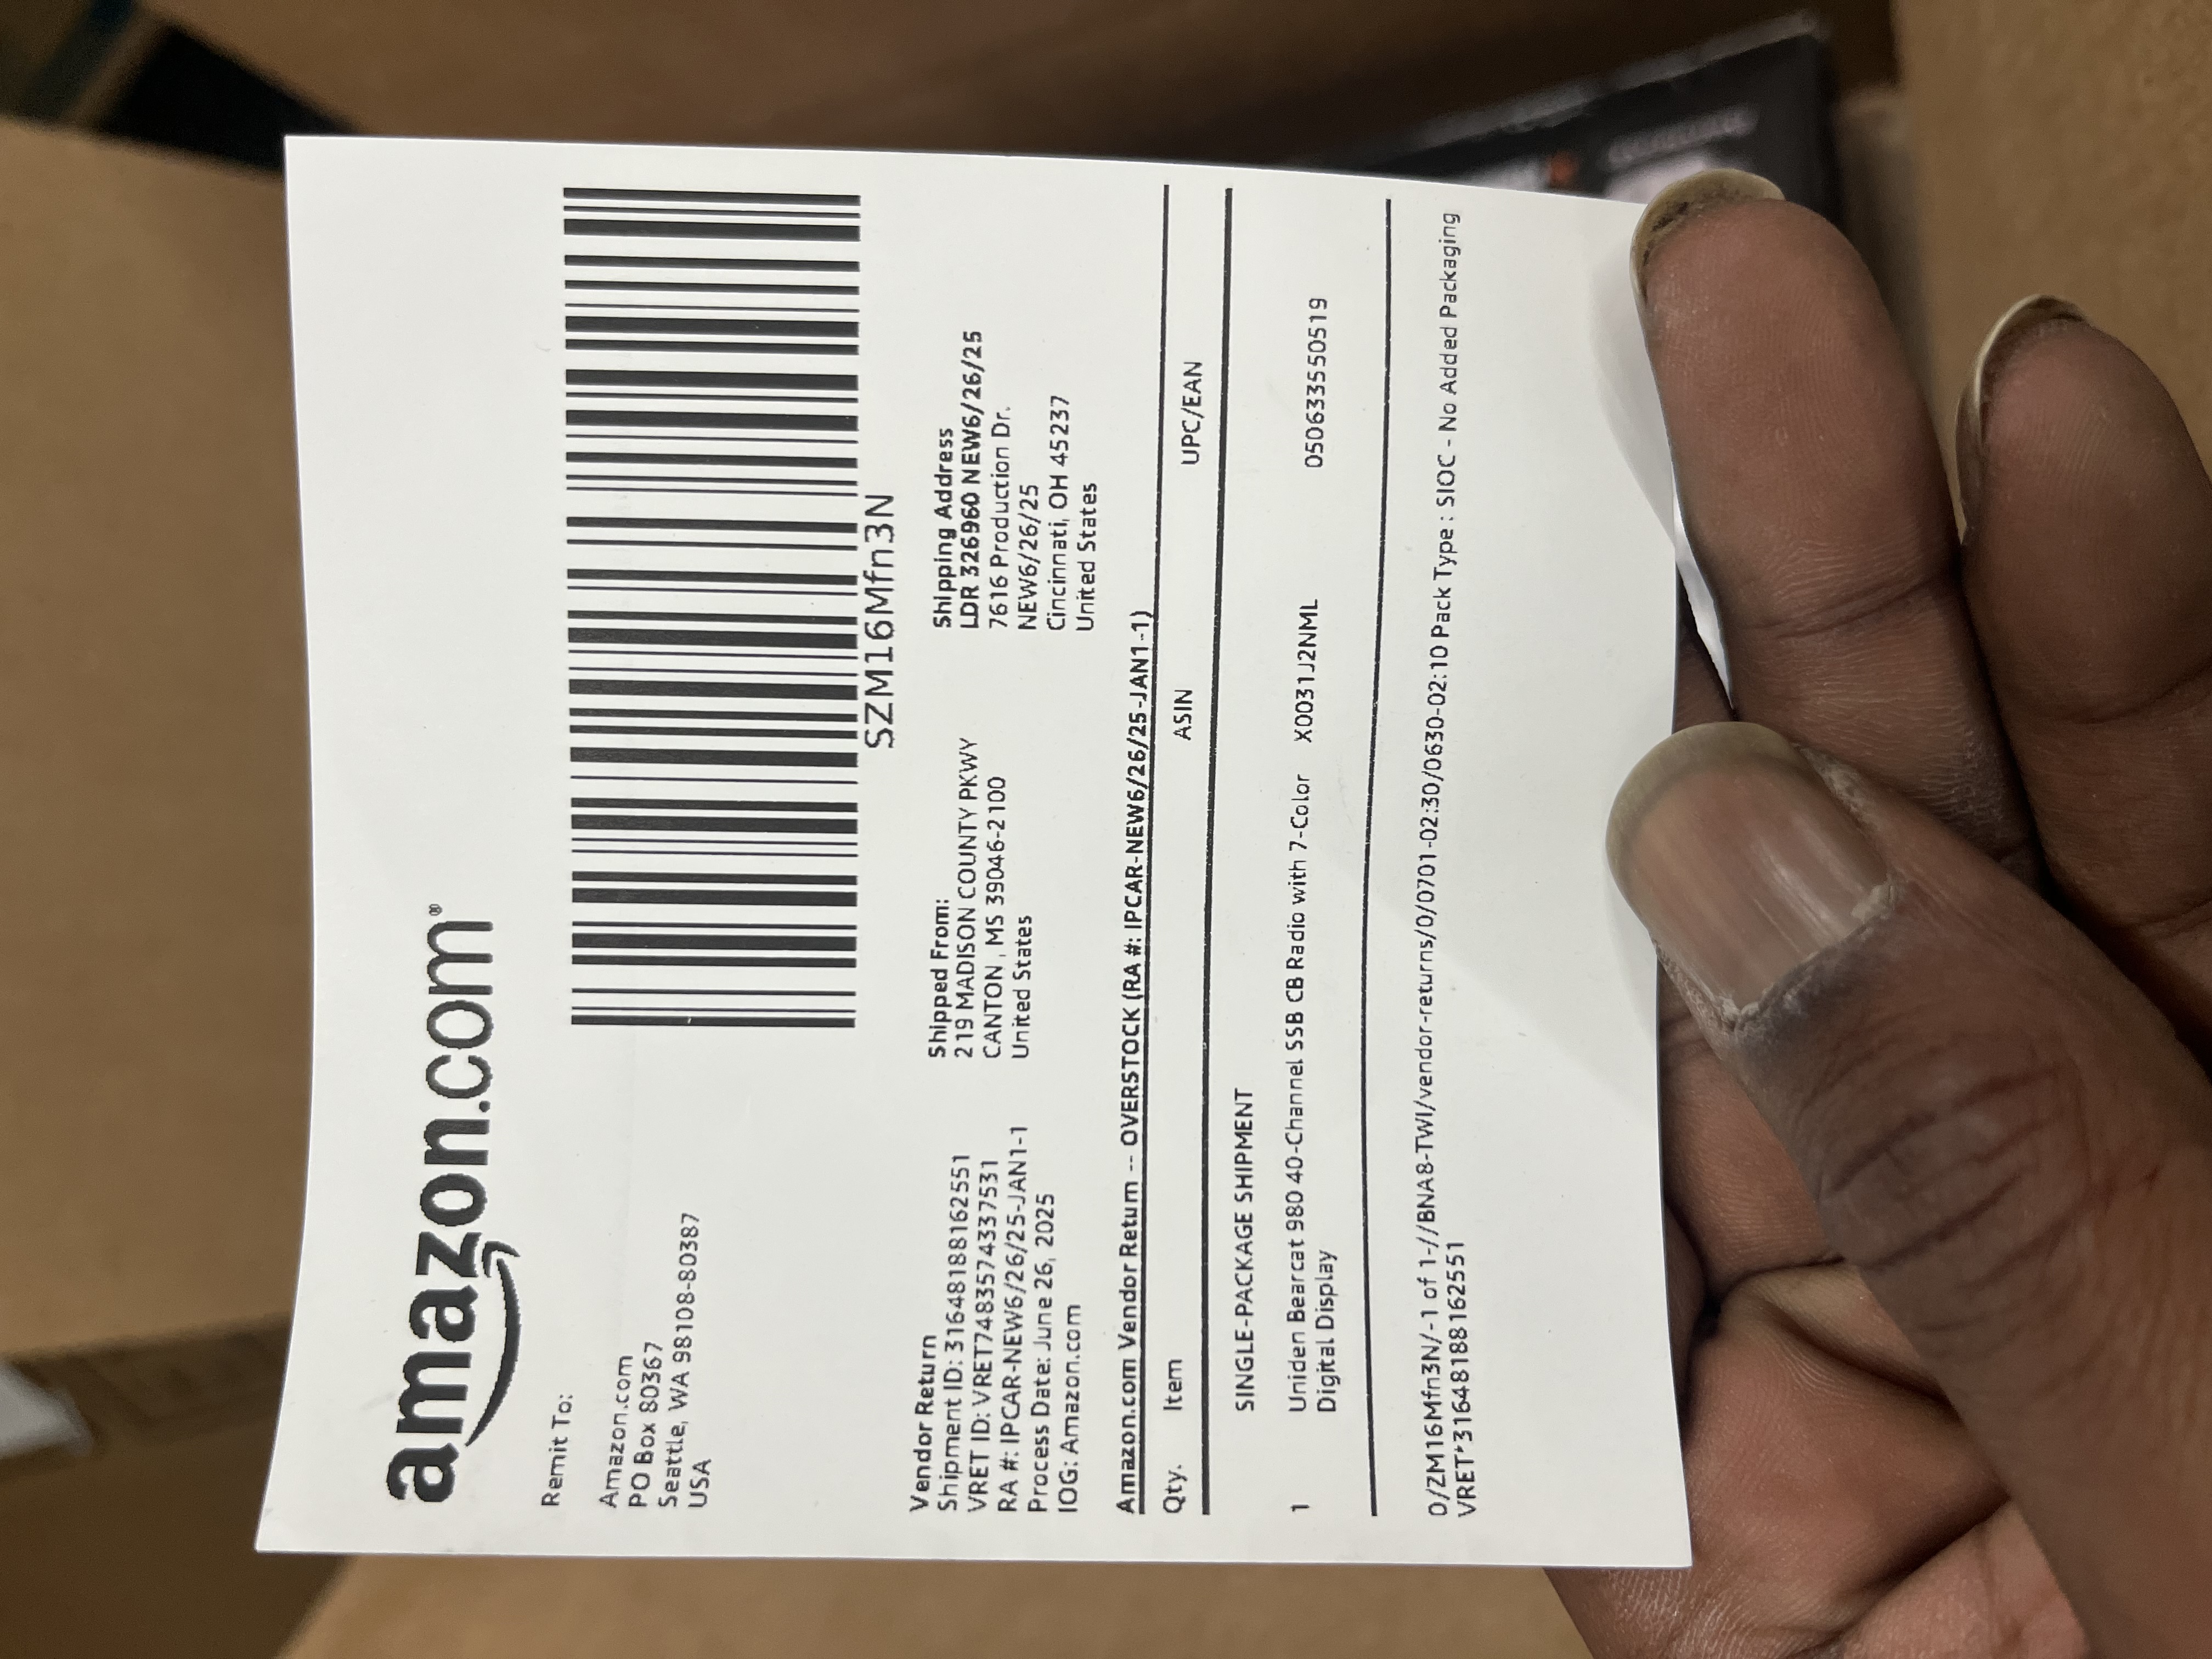 amazon.com®
Remit To:
Amazon.com
PO Box 80367
Seattle, WA 98108-80387
USA
SZM16Mfn3N
Vendor Return
Shipment ID: 31648188162551
VRET ID: VRET74835574337531
RA #: IPCAR-NEW6/26/25-JAN1-1
Process Date: June 26, 2025
IOG: Amazon.com
Shipped From:
219 MADISON COUNTY PKWY
CANTON , MS 39046-2100
United States
Shipping Address
LDR 326960 NEW6/26/25
7616 Production Dr.
NEW6/26/25
Cincinnati, OH 45237
United States
Amazon.com Vendor Return -- OVERSTOCK (RA #: IPCAR-NEW6/26/25-JAN1-1)
Qty. Item ASIN UPC/EAN
SINGLE-PACKAGE SHIPMENT
1 Uniden Bearcat 980 40-Channel SSB CB Radio with 7-Color X0031J2NML 050633550519
Digital Display
0/ZM16Mfn3N/-1 of 1-//BNA8-TWI/vendor-returns/0/0701-02:30/0630-02:10 Pack Type : SIOC - No Added Packaging
VRET*31648188162551